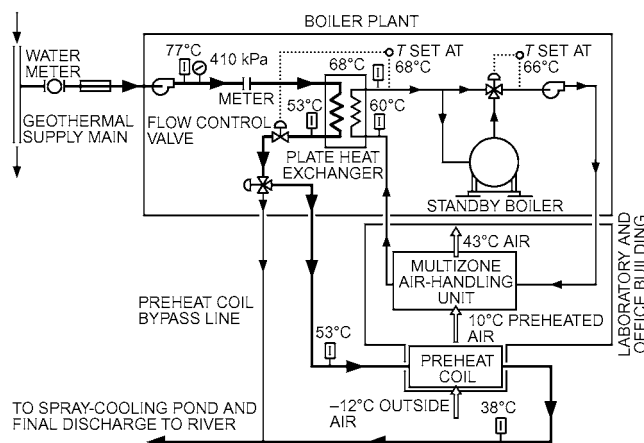 BOILER PLANT
WATER
METER
77°C
410 kPa
METER
68°C
T SET AT
68°C
T SET AT
66°C
GEOTHERMAL
SUPPLY MAIN
FLOW CONTROL
VALVE
53°C
60°C
PLATE HEAT
EXCHANGER
STANDBY BOILER
LABORATORY AND
OFFICE BUILDING
43°C AIR
MULTIZONE
AIR-HANDLING
UNIT
PREHEAT COIL
BYPASS LINE
10°C PREHEATED
AIR
53°C
PREHEAT
COIL
–12°C OUTSIDE
AIR
38°C
TO SPRAY-COOLING POND AND
FINAL DISCHARGE TO RIVER